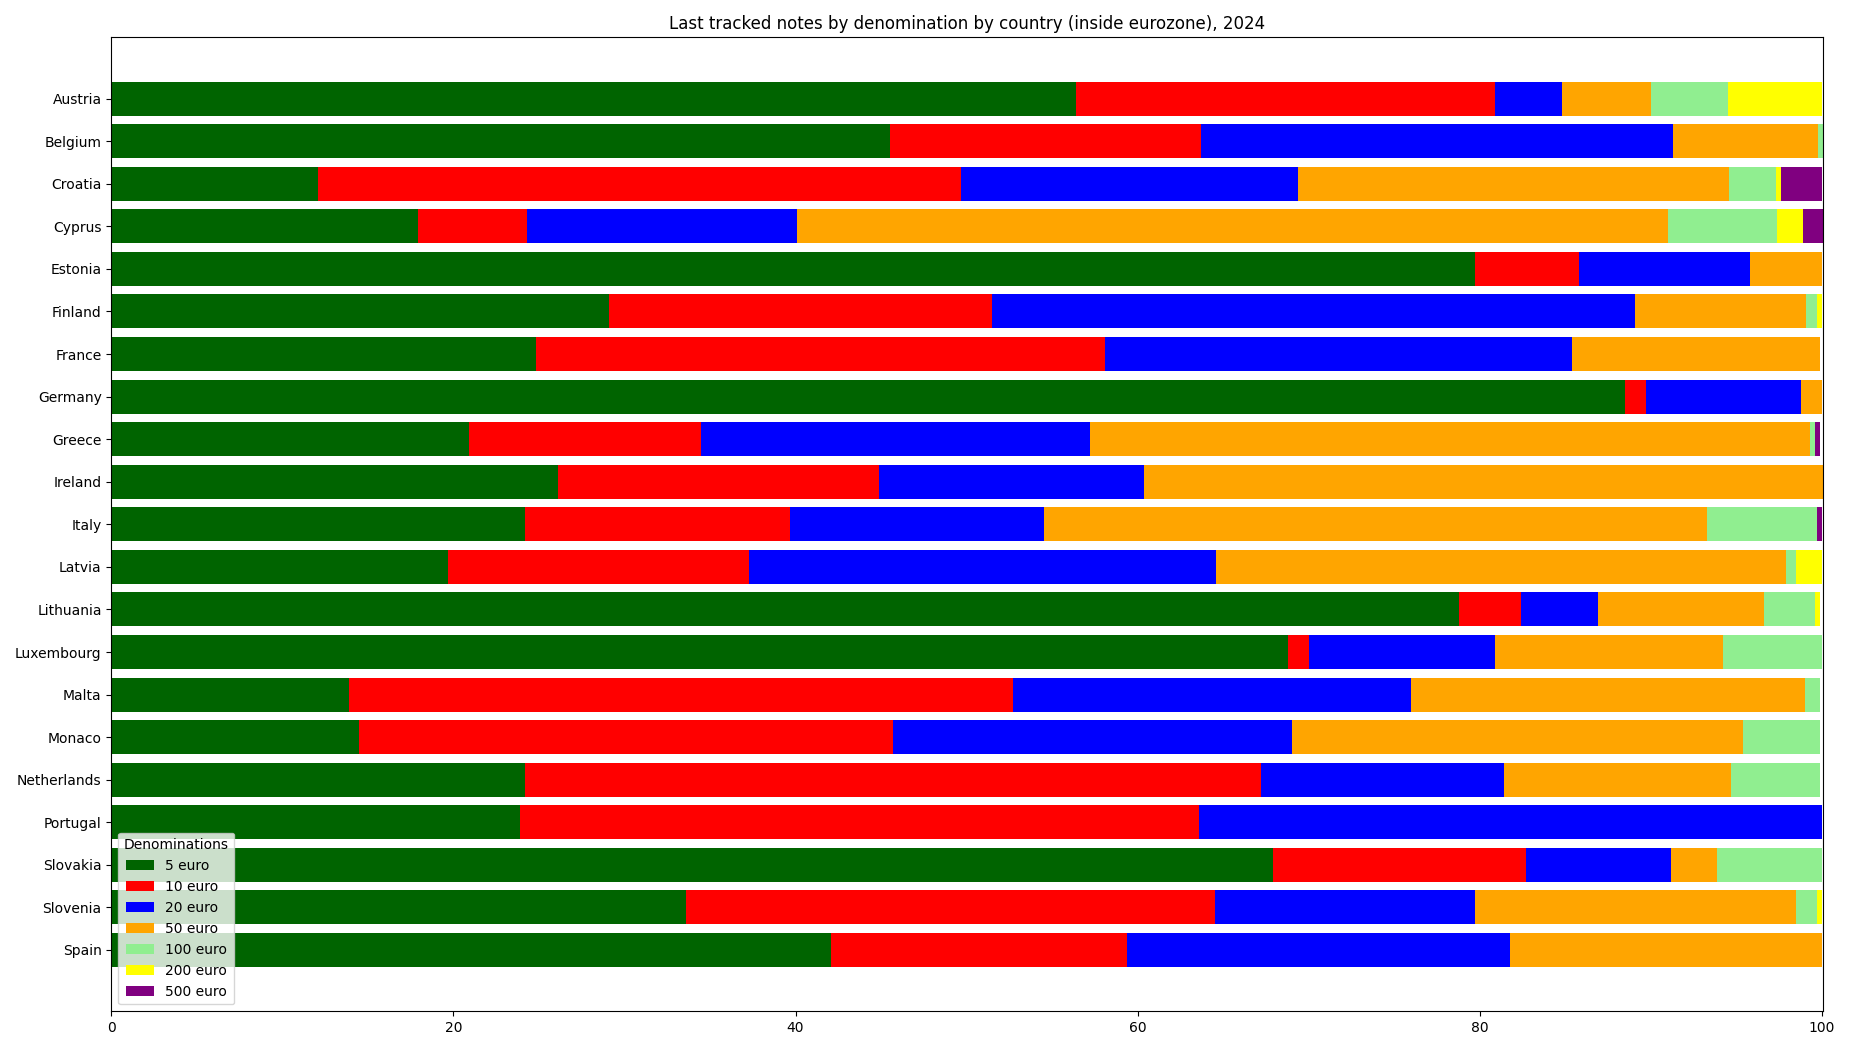 Last tracked notes by denomination by country (inside eurozone), 2024
Austria
Belgium
Croatia
Cyprus
Estonia
Finland
France
Germany
Greece
Ireland
Italy
Latvia
Lithuania
Luxembourg
Malta
Monaco
Netherlands
Portugal
Slovakia
Slovenia
Spain
Denominations
5 euro
10 euro
20 euro
50 euro
100 euro
200 euro
500 euro
0 20 40 60 80 100